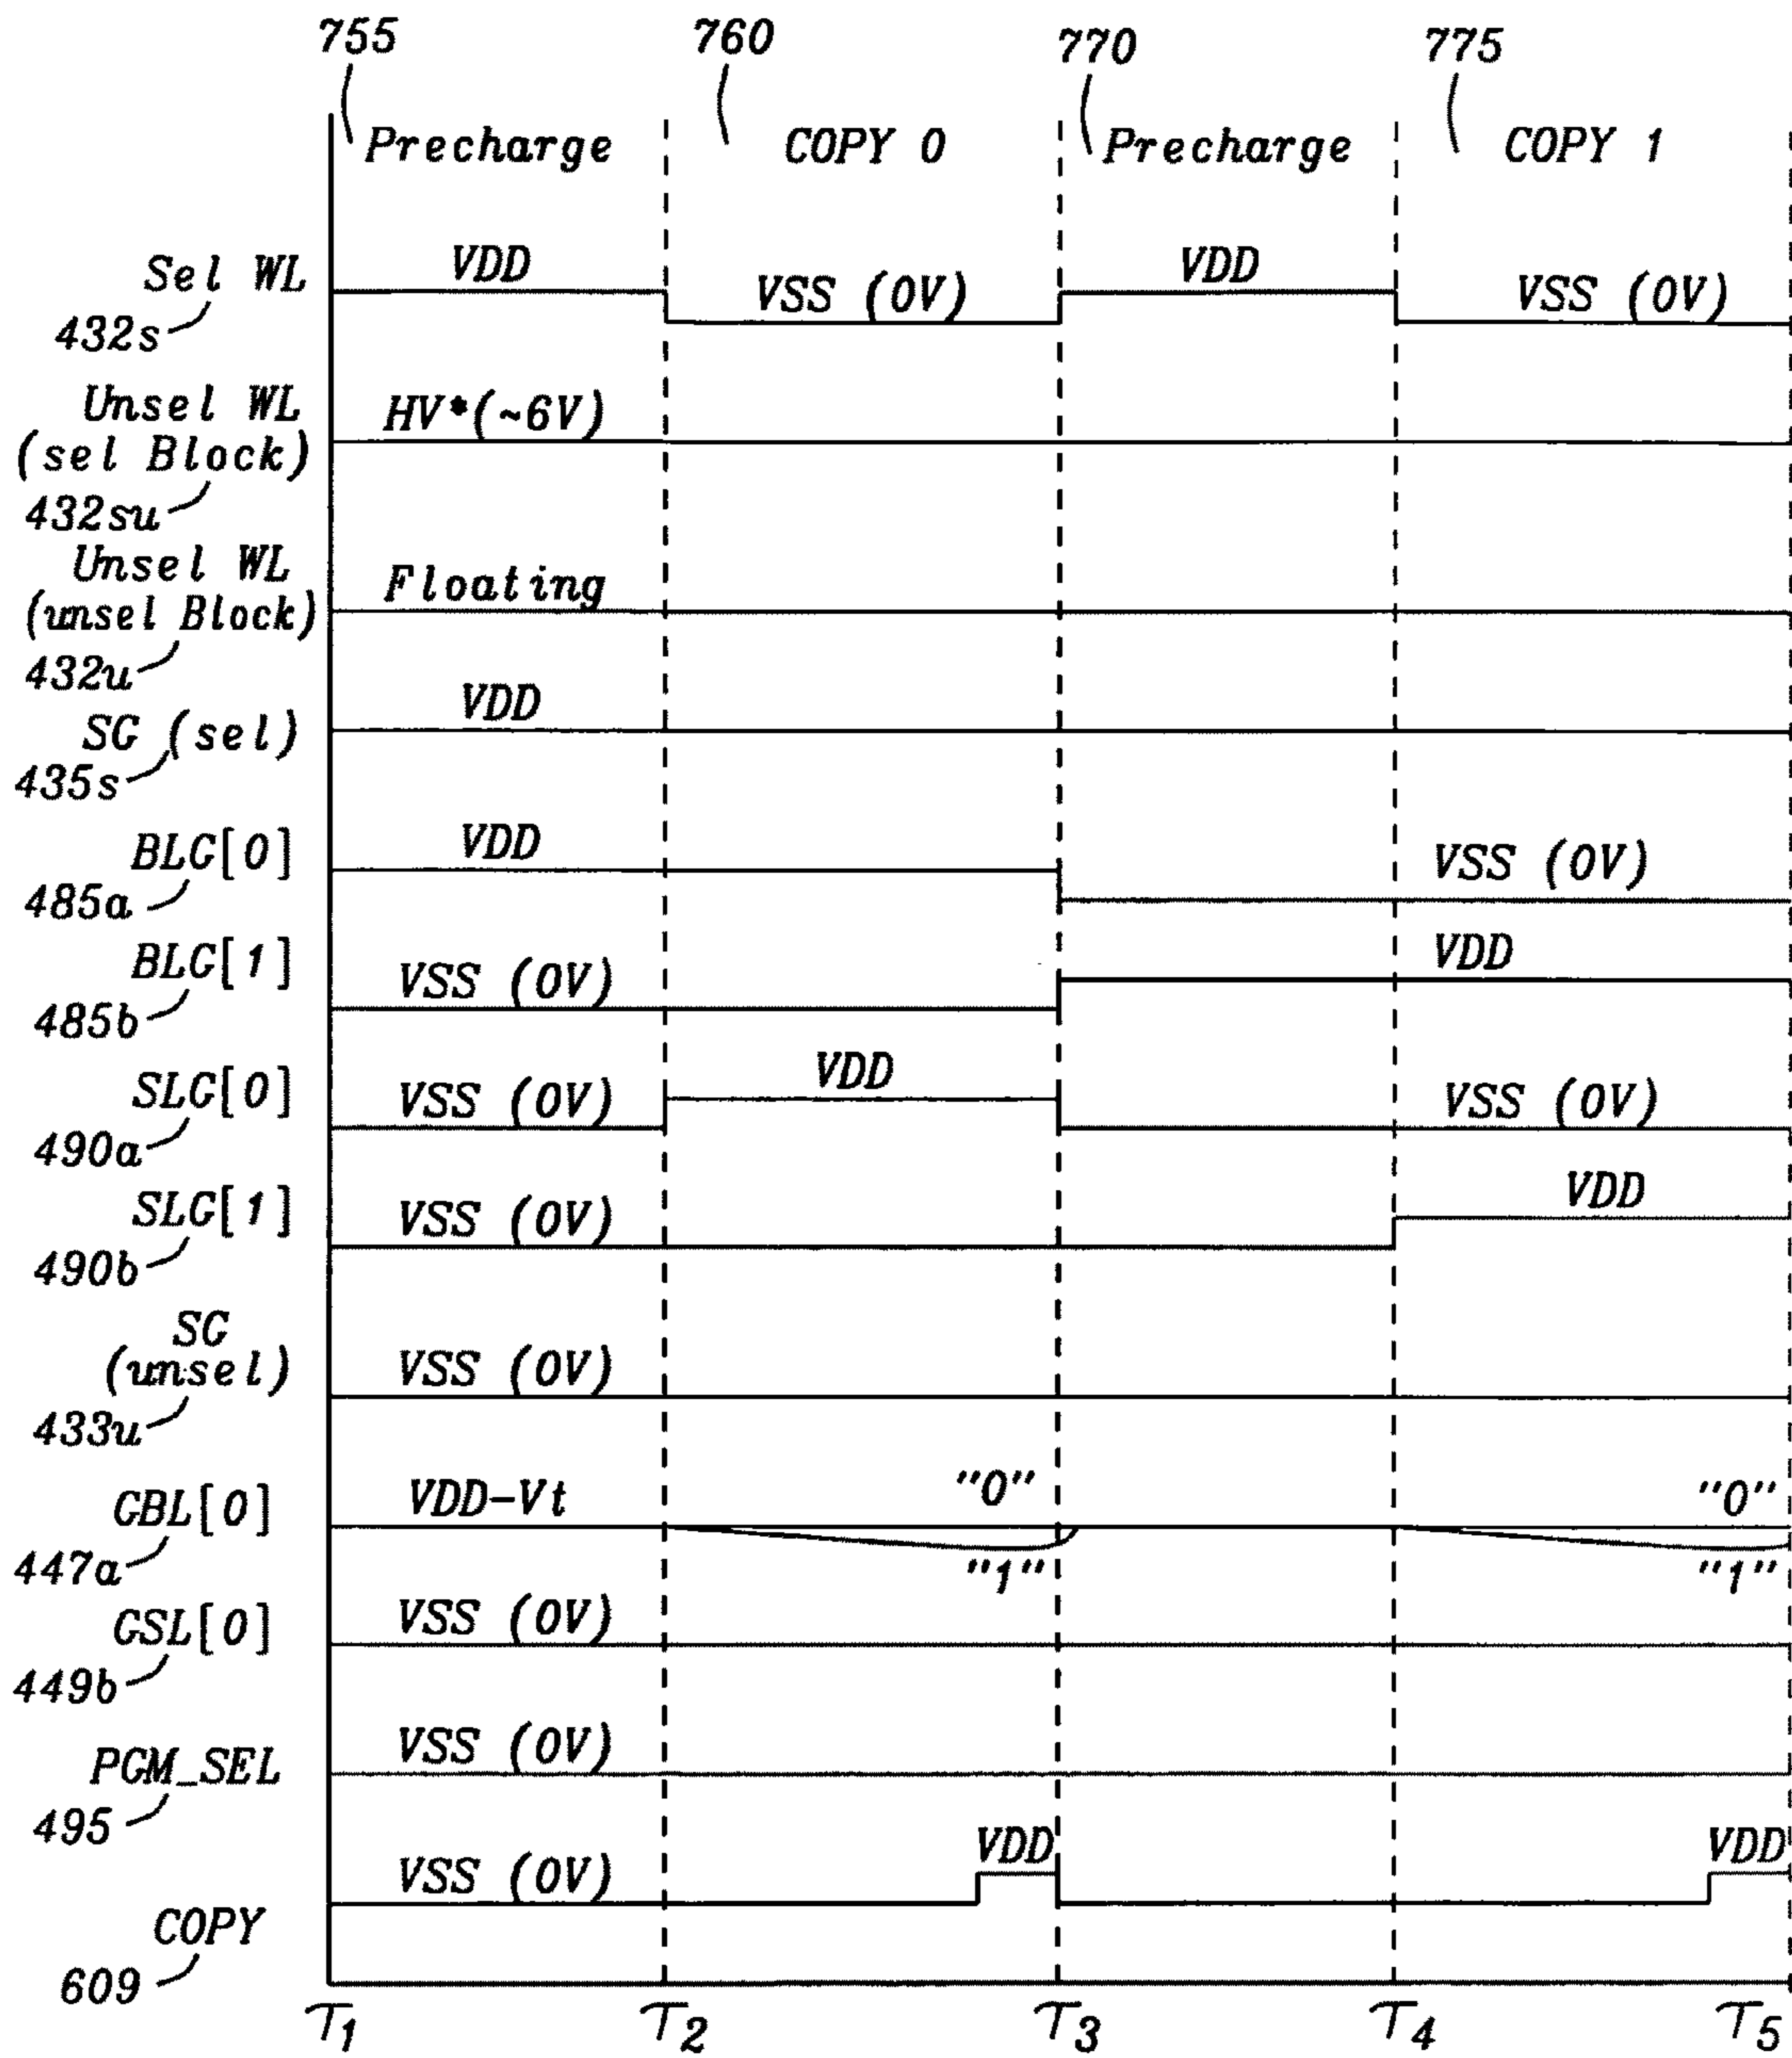 755 760 770 775
Precharge COPY 0 Precharge COPY 1
Sel WL VDD VSS (0V) VDD VSS (0V)
432s
Unsel WL HV*(~6V)
(sel Block)
432su
Unsel WL Floating
(unsel Block)
432u
VDD
SG (sel)
435s
BLG[0] VDD VSS (0V)
485a
BLG[1] VSS (0V) VDD
485b
SLG[0] VSS (0V) VDD VSS (0V)
490a
SLG[1] VSS (0V) VDD
490b
SG
(unsel) VSS (0V)
433u
GBL[0] VDD-Vt "0" "0"
447a "1" "1"
GSL[0] VSS (0V)
449b
PGM_SEL VSS (0V)
495
VSS (0V) VDD VDD
COPY
609
T1 T2 T3 T4 T5